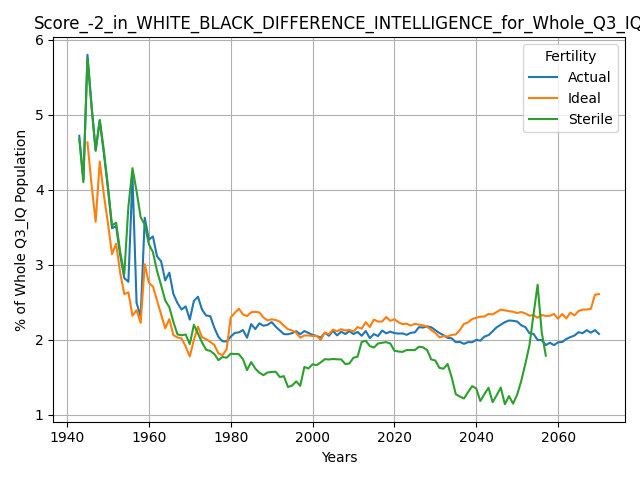 Score_-2_in_WHITE_BLACK_DIFFERENCE_INTELLIGENCE_for_Whole_Q3_IQ
Fertility
Actual
Ideal
Sterile
% of Whole Q3_IQ Population
6
5
4
3
2
1
1940 1960 1980 2000 2020 2040 2060
Years